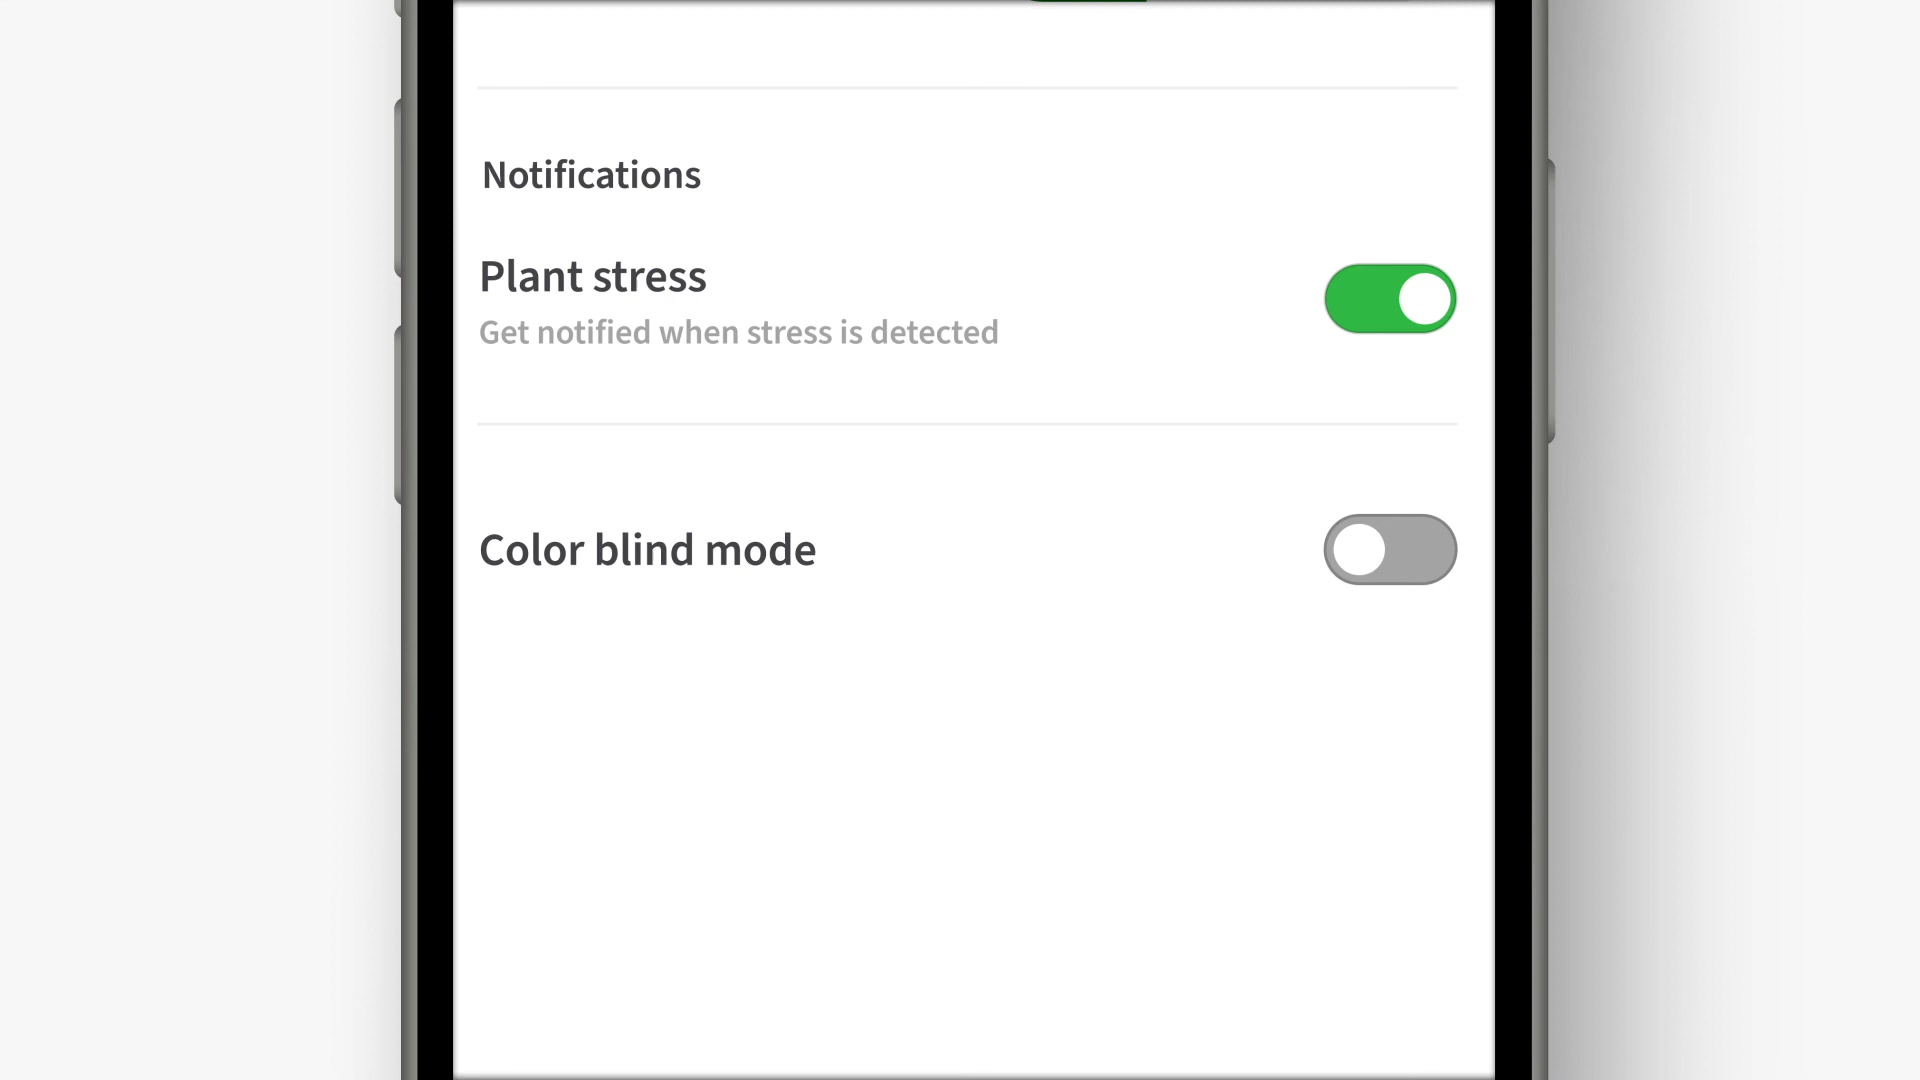 Notifications
Plant stress
Get notified when stress is detected
Color blind mode